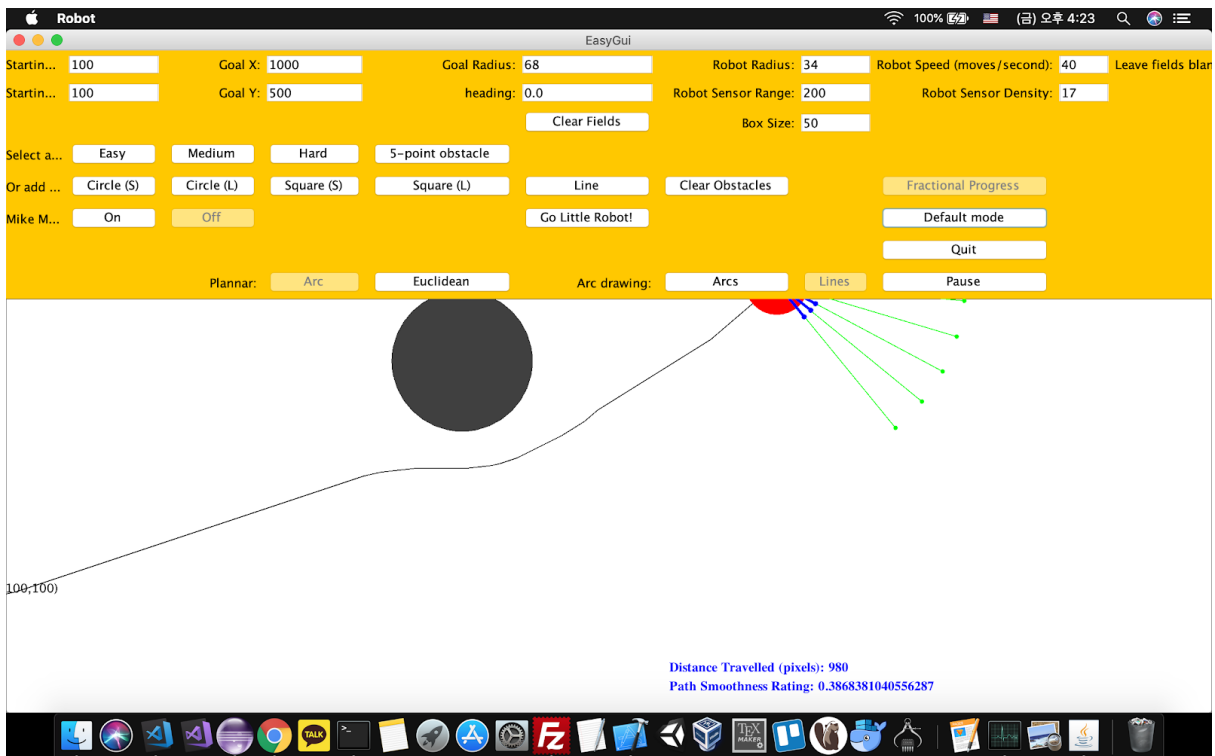 Robot 100% (금) 오후 4:23
EasyGui
Startin... 100 Goal X: 1000 Goal Radius: 68 Robot Radius: 34 Robot Speed (moves/second): 40 Leave fields blan
Startin... 100 Goal Y: 500 heading: 0.0 Robot Sensor Range: 200 Robot Sensor Density: 17
Clear Fields Box Size: 50
Select a... Easy Medium Hard 5-point obstacle
Or add ... Circle (S) Circle (L) Square (S) Square (L) Line Clear Obstacles Fractional Progress
Mike M... On Off Go Little Robot! Default mode
Quit
Plannar: Arc Euclidean Arc drawing: Arcs Lines Pause
100,100)
Distance Travelled (pixels): 980
Path Smoothness Rating: 0.3868381040556287
TALK
Fz
TEX
MAKER